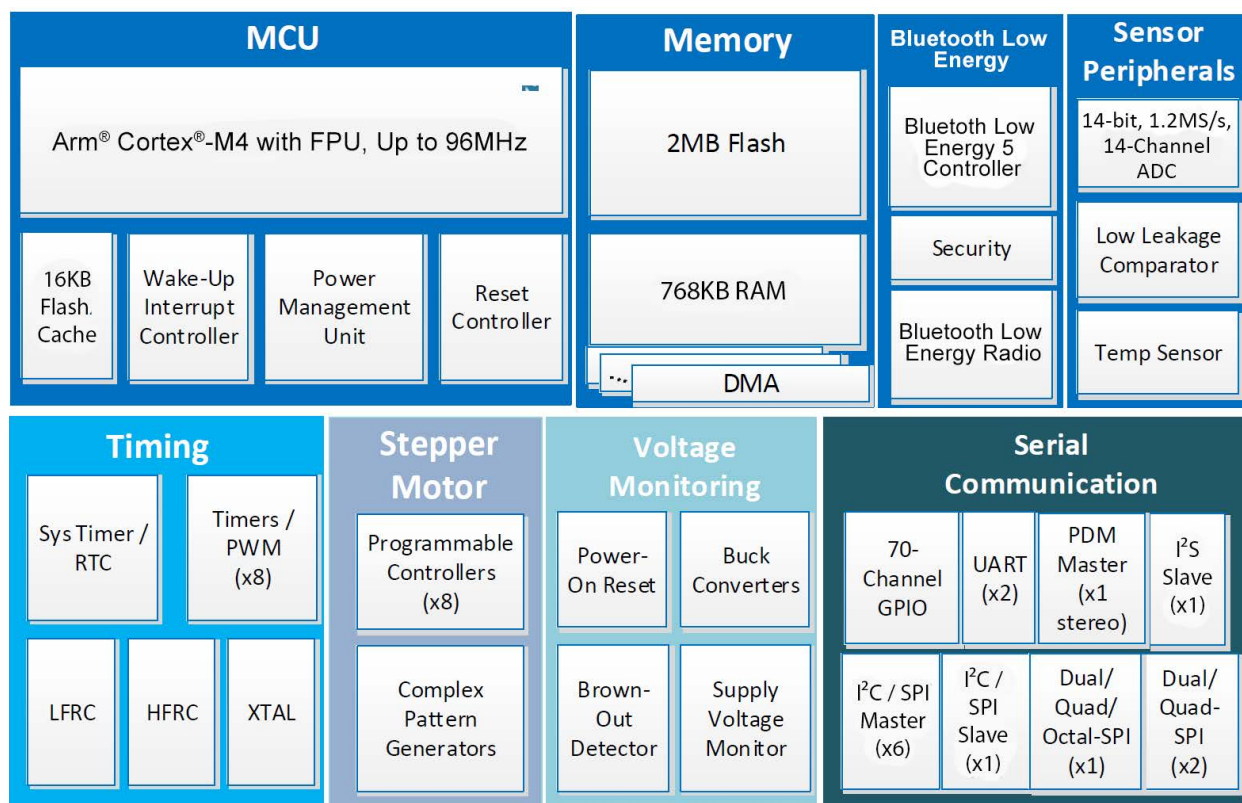 MCU
Arm® Cortex®-M4 with FPU, Up to 96MHz
16KB
Flash.
Cache
Wake-Up
Interrupt
Controller
Power
Management
Unit
Reset
Controller
Memory
2MB Flash
768KB RAM
...
DMA
Bluetooth Low
Energy
Bluetoth Low
Energy 5
Controller
Security
Bluetooth Low
Energy Radio
Sensor
Peripherals
14-bit, 1.2MS/s,
14-Channel
ADC
Low Leakage
Comparator
Temp Sensor
Timing
Sys Timer /
RTC
Timers /
PWM
(x8)
LFRC
HFRC
XTAL
Stepper
Motor
Programmable
Controllers
(x8)
Complex
Pattern
Generators
Voltage
Monitoring
Power-
On Reset
Buck
Converters
Brown-
Out
Detector
Supply
Voltage
Monitor
Serial
Communication
70-
Channel
GPIO
UART
(x2)
PDM
Master
(x1
stereo)
I²S
Slave
(x1)
I²C / SPI
Master
(x6)
I²C /
SPI
Slave
(x1)
Dual/
Quad/
Octal-SPI
(x1)
Dual/
Quad-
SPI
(x2)